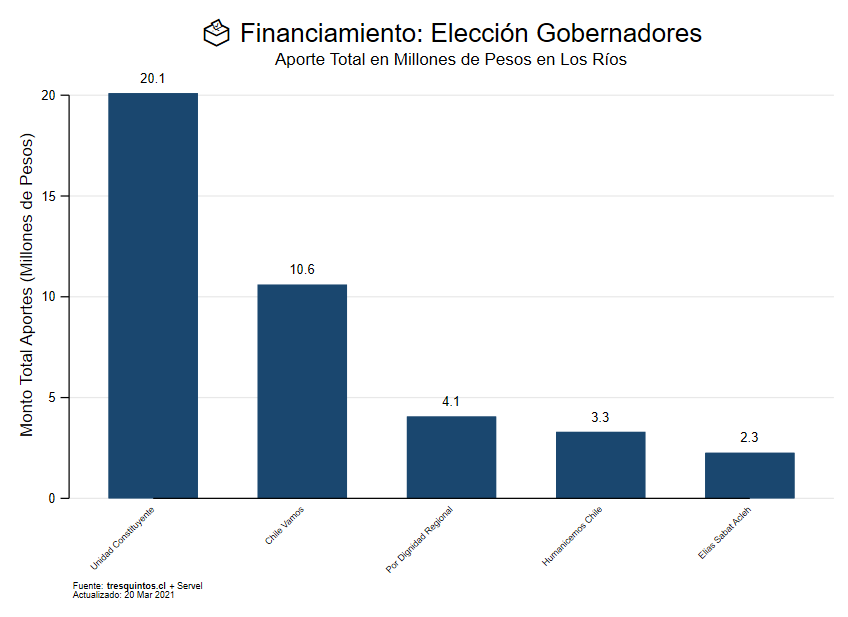 Financiamiento: Elección Gobernadores
Aporte Total en Millones de Pesos en Los Ríos
Monto Total Aportes (Millones de Pesos)
20
15
10
5
0
20.1
10.6
4.1
3.3
2.3
Unidad Constituyente
Chile Vamos
Por Dignidad Regional
Humanicemos Chile
Elias Sabat Acleh
Fuente: tresquintos.cl + Servel
Actualizado: 20 Mar 2021